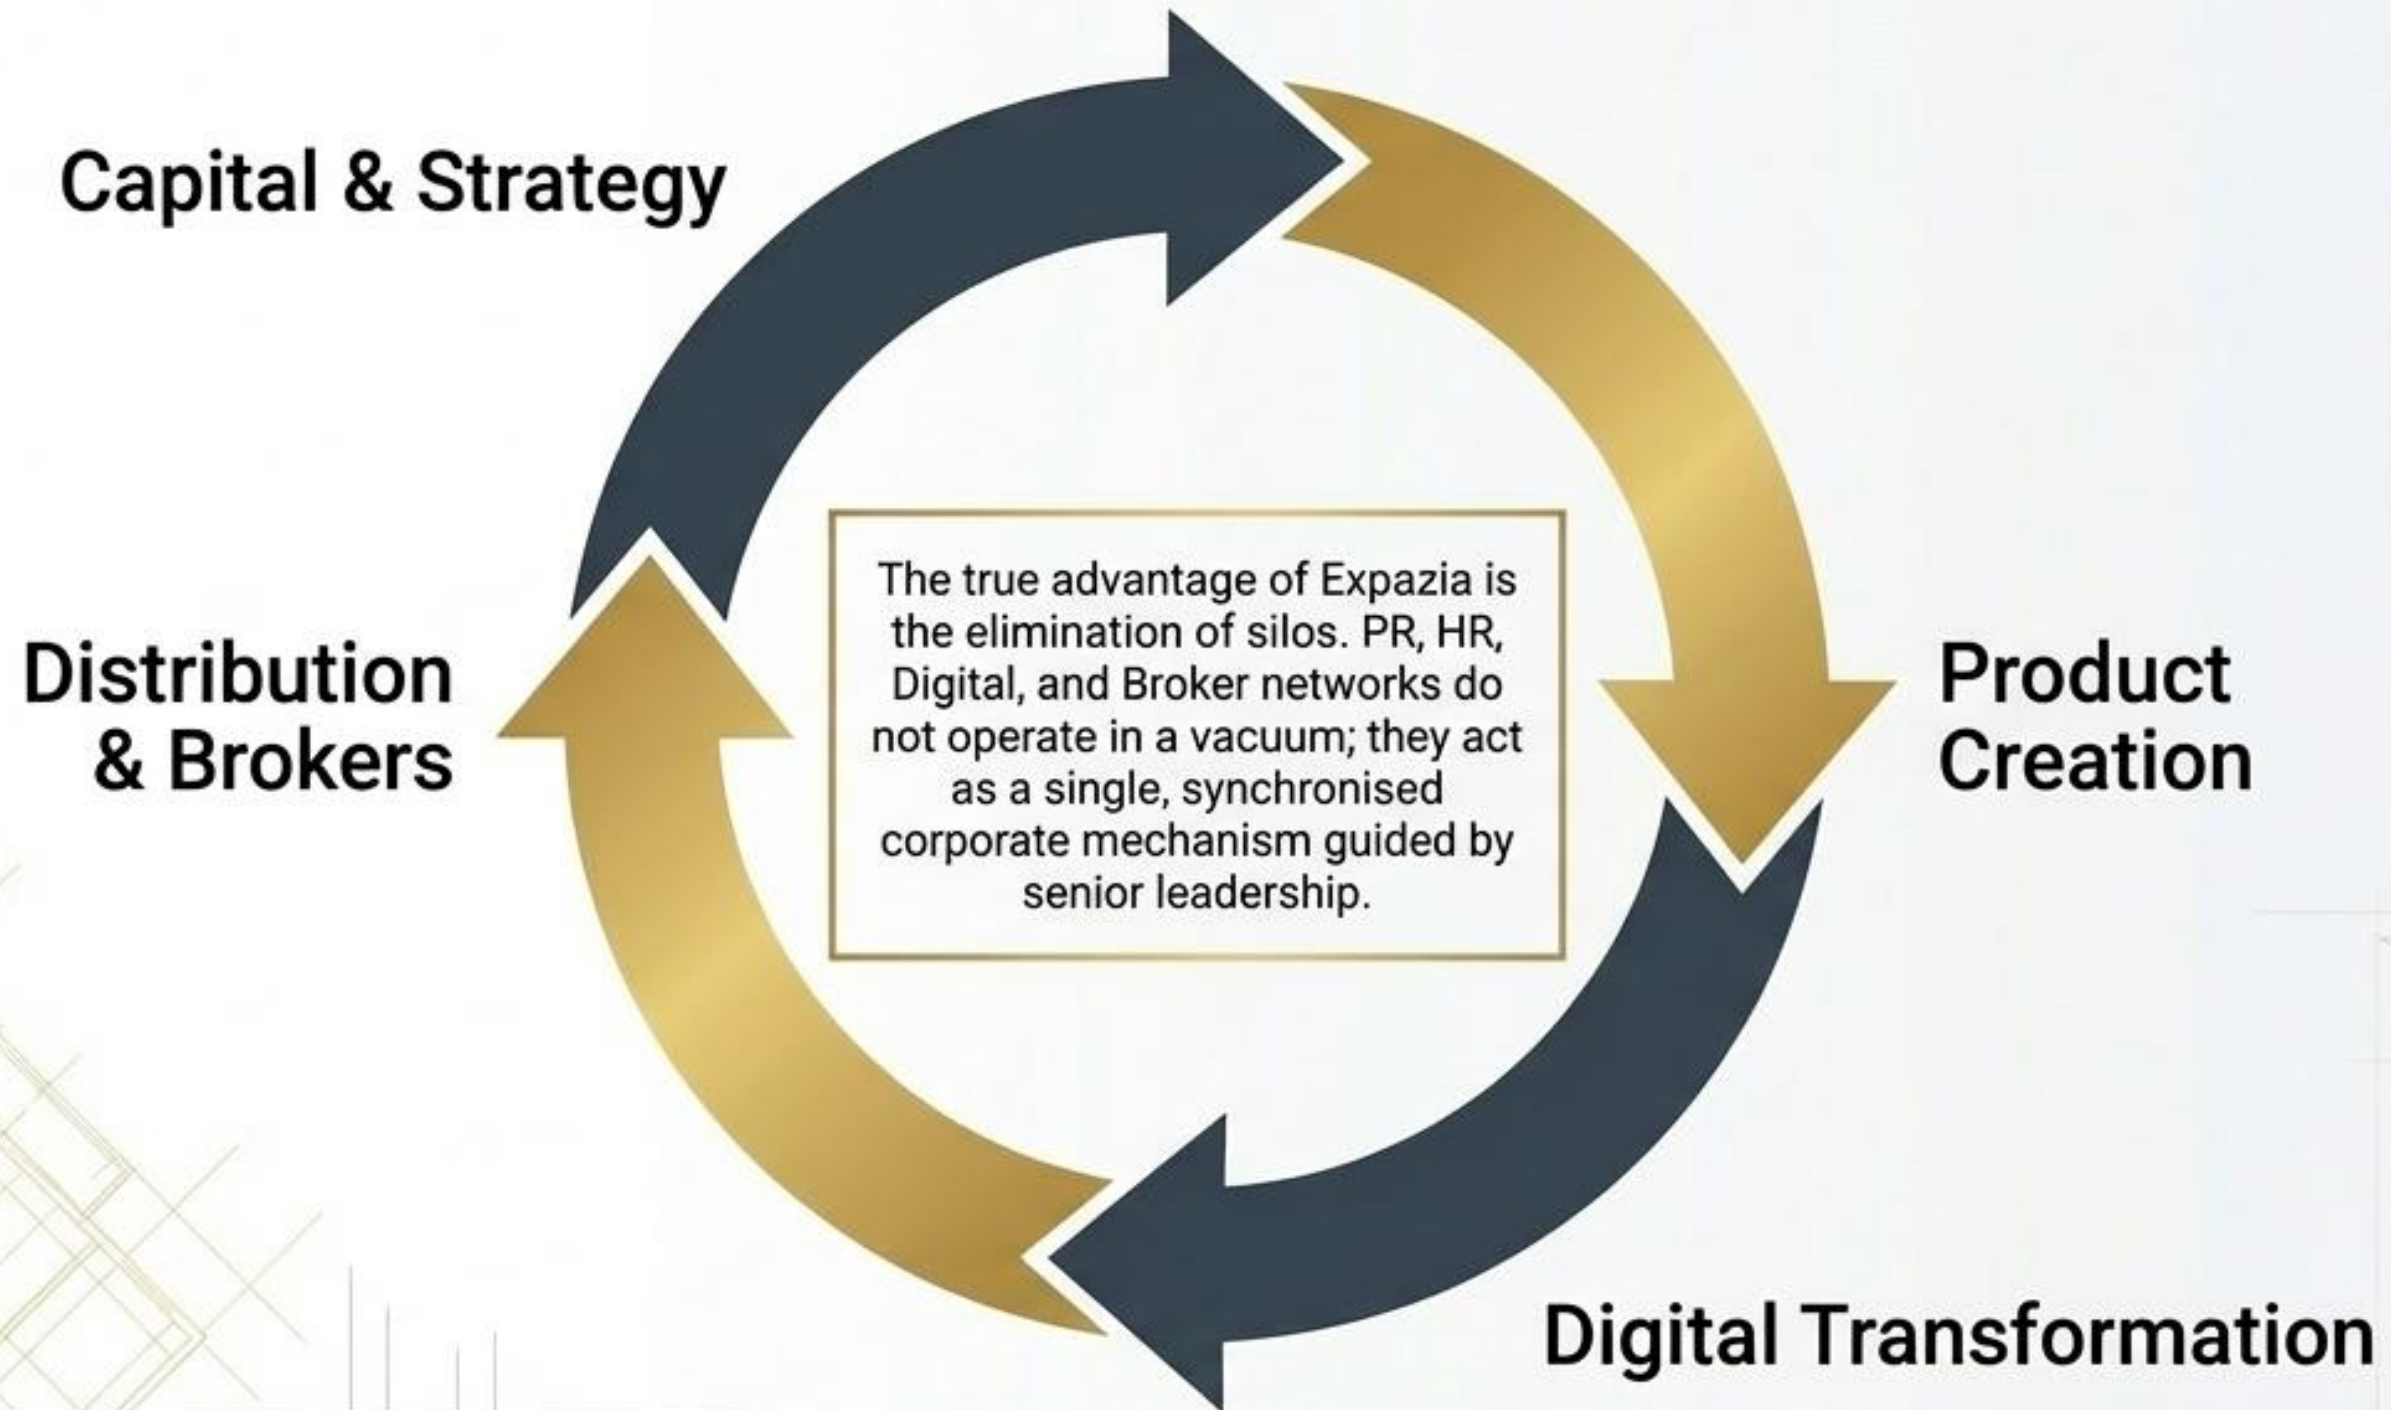 Capital & Strategy
The true advantage of Expazia is
the elimination of silos. PR, HR,
Digital, and Broker networks do
not operate in a vacuum; they act
as a single, synchronised
corporate mechanism guided by
senior leadership.
Distribution
& Brokers
Product
Creation
Digital Transformation